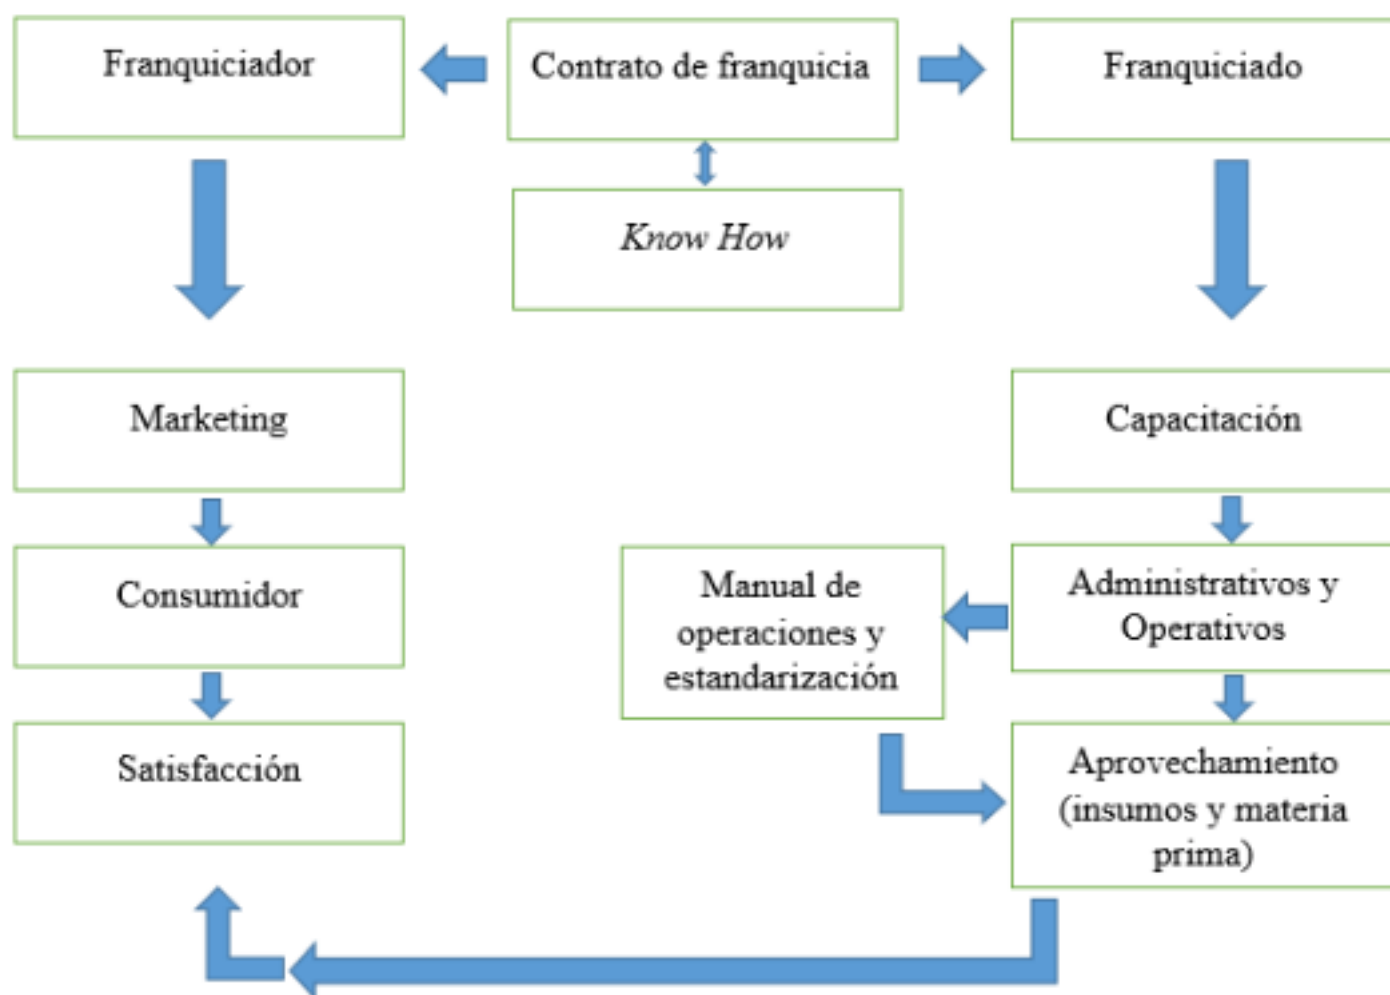 Franquiciador
Contrato de franquicia
Franquiciado
Know How
Marketing
Capacitación
Consumidor
Manual de
operaciones y
estandarización
Administrativos y
Operativos
Satisfacción
Aprovechamiento
(insumos y materia
prima)